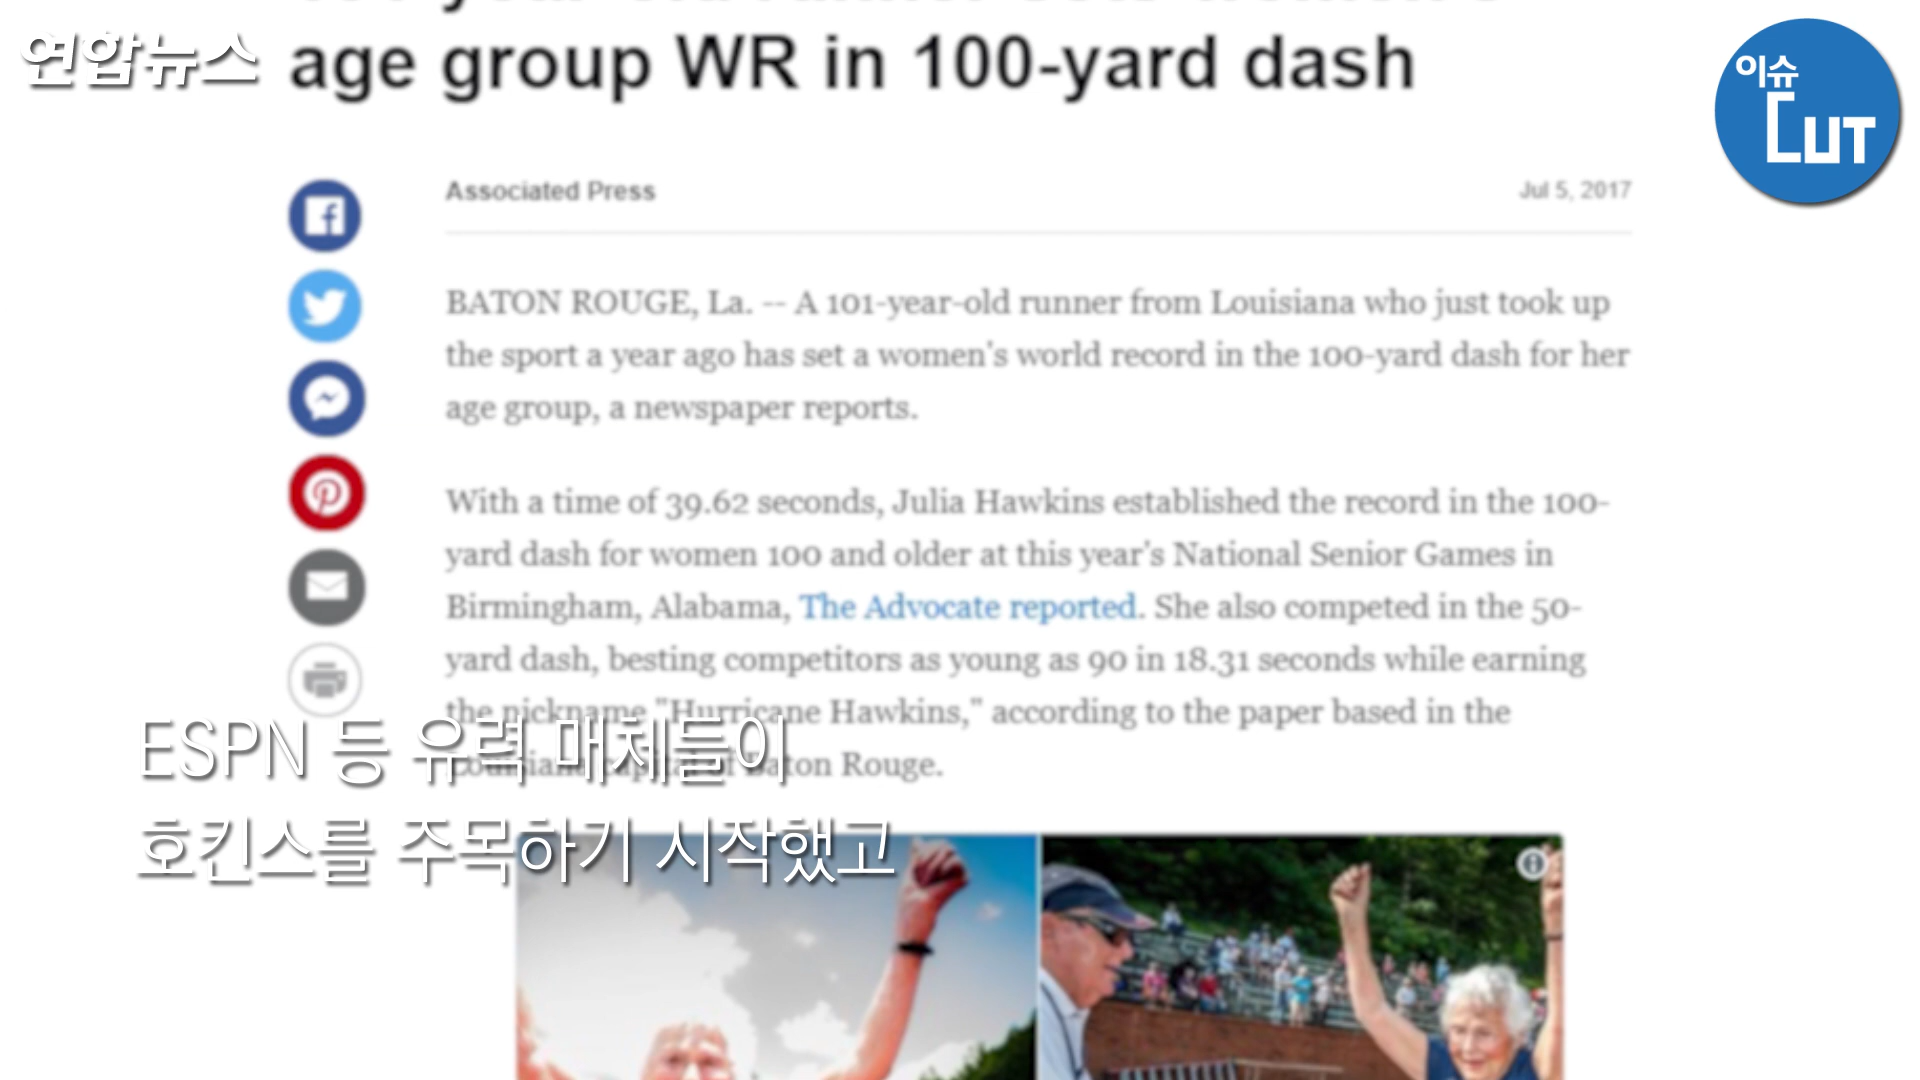 연합뉴스
age group WR in 100-yard dash
이슈
CUT
Associated Press
Jul 5, 2017
BATON ROUGE, La. -- A 101-year-old runner from Louisiana who just took up
the sport a year ago has set a women's world record in the 100-yard dash for her
age group, a newspaper reports.
With a time of 39.62 seconds, Julia Hawkins established the record in the 100-
yard dash for women 100 and older at this year's National Senior Games in
Birmingham, Alabama, The Advocate reported. She also competed in the 50-
yard dash, besting competitors as young as 90 in 18.31 seconds while earning
the nickname "Hurricane Hawkins," according to the paper based in the
Louisiana capital of Baton Rouge.
ESPN 등 유력 매체들이
호킨스를 주목하기 시작했고